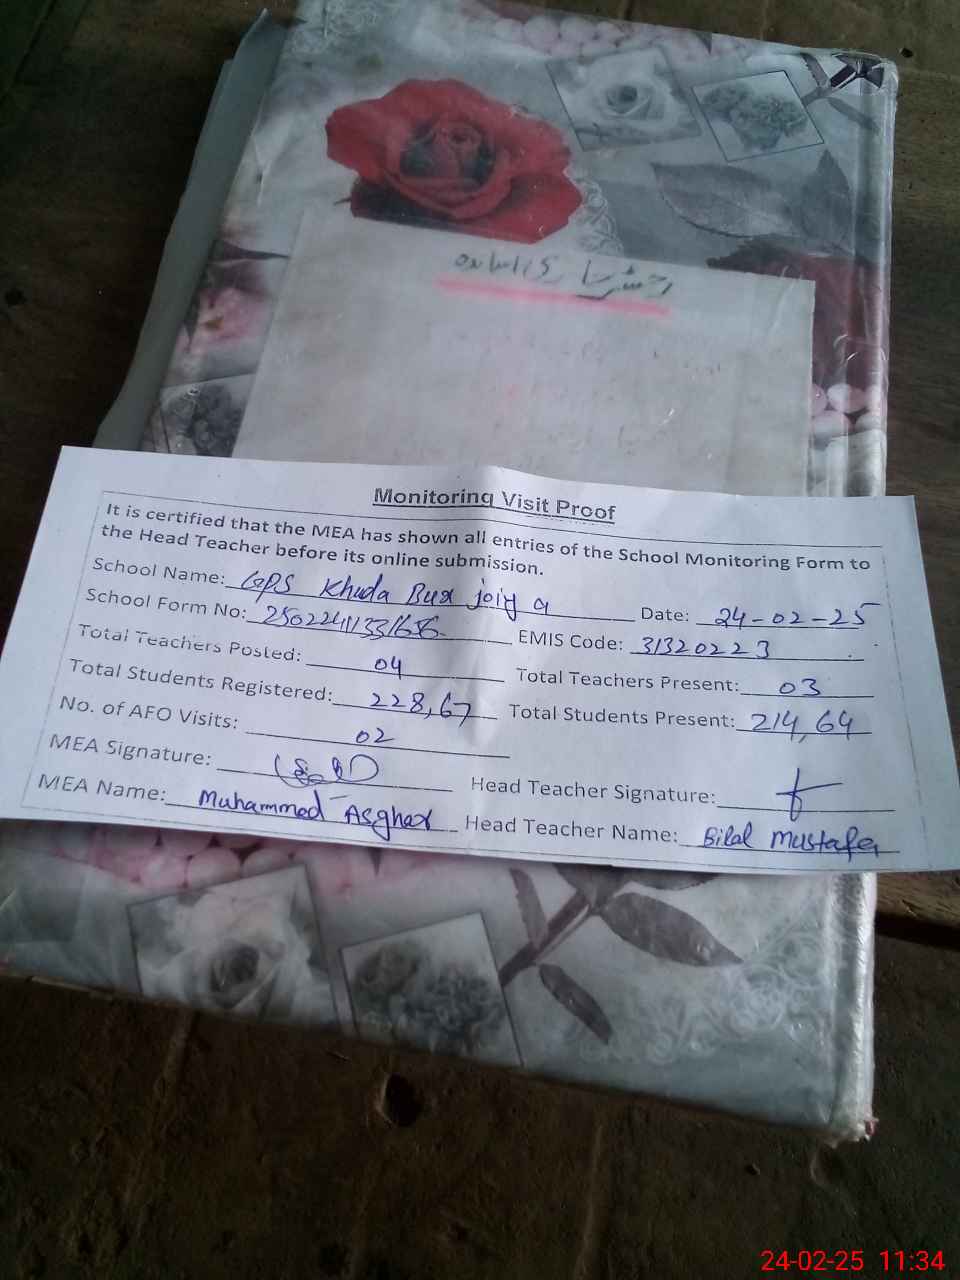 رجسٹر حاضری اساتذہ
Monitoring Visit Proof
It is certified that the MEA has shown all entries of the School Monitoring Form to
the Head Teacher before its online submission.
School Name: GPS Khuda Bux joiya Date: 24-02-25
School Form No: EMIS Code: 31320223
Total Teachers Posted: 04 Total Teachers Present: 03
Total Students Registered: 228,67 Total Students Present: 214,64
No. of AFO Visits: 02
MEA Signature: Head Teacher Signature:
MEA Name: Muhammad Asghar Head Teacher Name: Bilal Mustafa
24-02-25 11:34